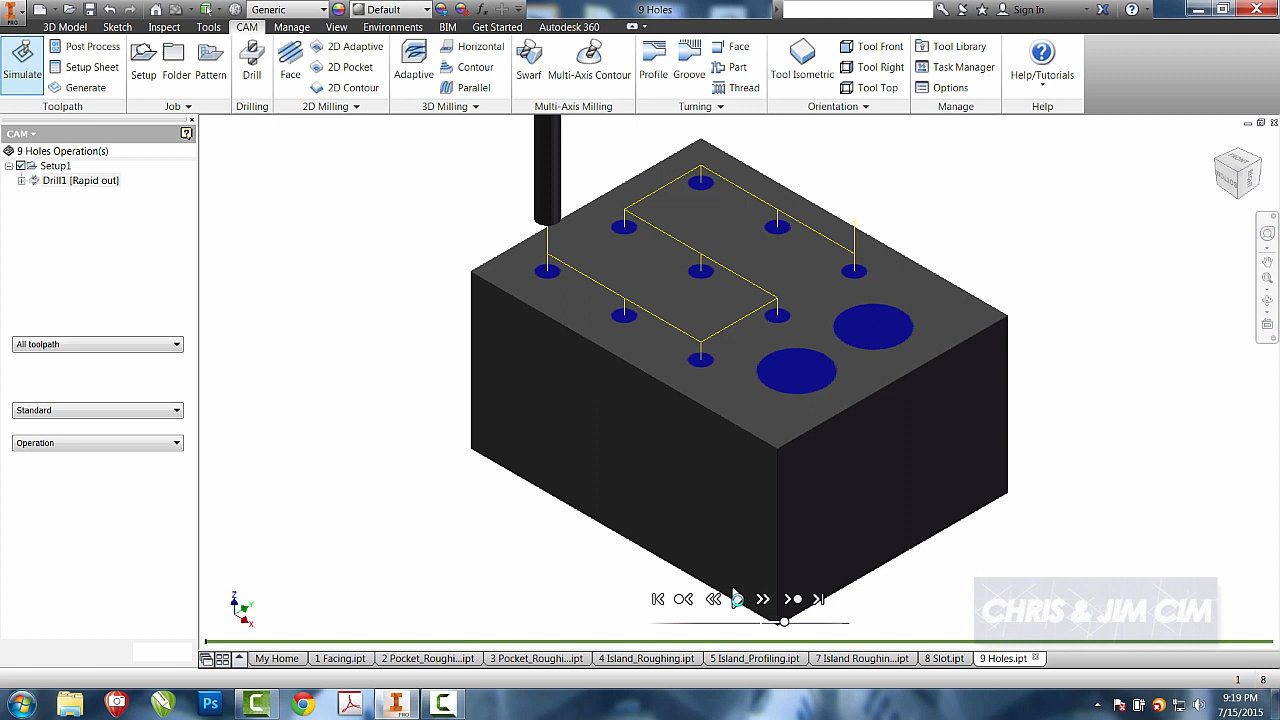 PRO
Generic
Default
9 Holes
Sign In
3D Model
Sketch
Inspect
Tools
CAM
Manage
View
Environments
BIM
Get Started
Autodesk 360
Simulate
Post Process
Setup Sheet
Generate
Toolpath
Setup
Folder
Job
Drill
Drilling
Face
2D Adaptive
2D Pocket
2D Contour
2D Milling
Adaptive
Horizontal
Contour
Parallel
3D Milling
Swarf
Multi-Axis Contour
Multi-Axis Milling
Profile
Groove
Face
Part
Thread
Turning
Tool Isometric
Tool Front
Tool Right
Tool Top
Orientation
Tool Library
Task Manager
Options
Manage
Help/Tutorials
Help
CAM
9 Holes Operation(s)
Setup1
Drill1 [Rapid out]
All toolpath
Standard
Operation
FRONT
BOTTOM
Z
Y
X
CHRIS & JIM CIM
My Home
1 Facing.ipt
2 Pocket_Roughi...ipt
3 Pocket_Roughi...ipt
4 Island_Roughing.ipt
5 Island_Profiling.ipt
7 Island Roughin...ipt
8 Slot.ipt
9 Holes.ipt
1
8
Ps
PRO
9:19 PM
7/15/2015